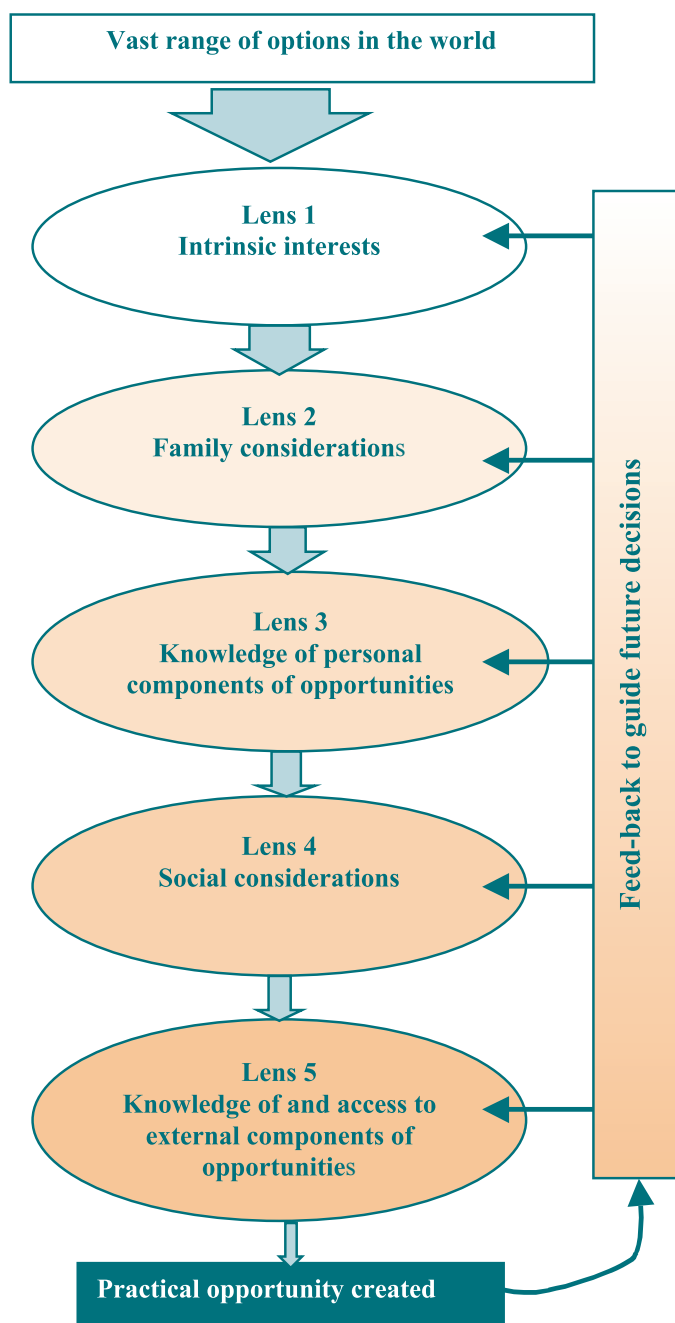 Vast range of options in the world
Lens 1
Intrinsic interests
Lens 2
Family considerations
Lens 3
Knowledge of personal
components of opportunities
Lens 4
Social considerations
Lens 5
Knowledge of and access to
external components of
opportunities
Practical opportunity created
Feed-back to guide future decisions